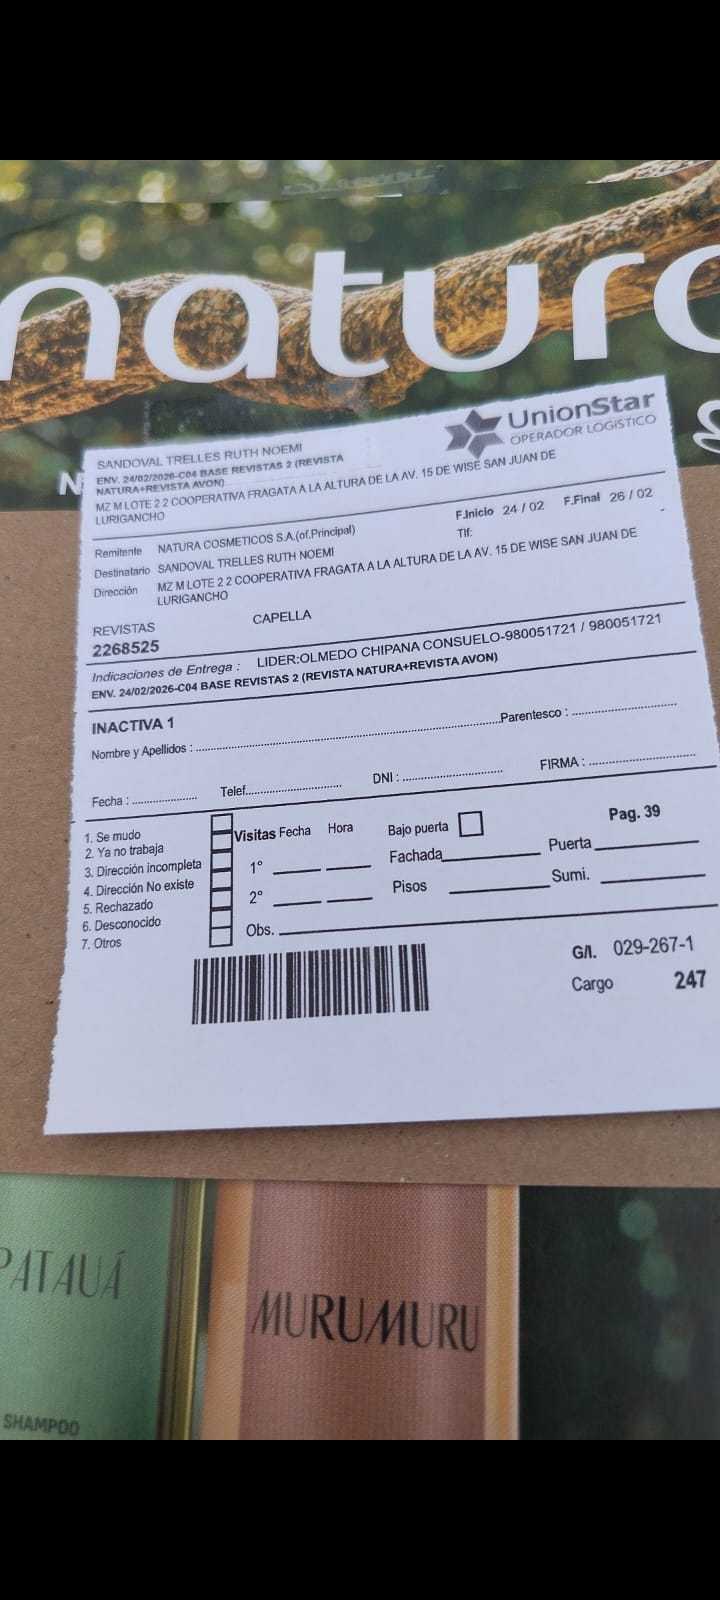 natura
UnionStar
OPERADOR LOGÍSTICO
SANDOVAL TRELLES RUTH NOEMI
ENV. 24/02/2026-C04 BASE REVISTAS 2 (REVISTA
NATURA+REVISTA AVON)
MZ M LOTE 2 2 COOPERATIVA FRAGATA A LA ALTURA DE LA AV. 15 DE WISE SAN JUAN DE
LURIGANCHO
Remitente NATURA COSMETICOS S.A.(of.Principal) F.Inicio 24 / 02 F.Final 26 / 02
Destinatario SANDOVAL TRELLES RUTH NOEMI Tlf:
Dirección MZ M LOTE 2 2 COOPERATIVA FRAGATA A LA ALTURA DE LA AV. 15 DE WISE SAN JUAN DE
LURIGANCHO
REVISTAS CAPELLA
2268525
Indicaciones de Entrega : LIDER:OLMEDO CHIPANA CONSUELO-980051721 / 980051721
ENV. 24/02/2026-C04 BASE REVISTAS 2 (REVISTA NATURA+REVISTA AVON)
INACTIVA 1
Nombre y Apellidos : Parentesco :
Fecha : Telef. DNI : FIRMA :
1. Se mudo
2. Ya no trabaja
3. Dirección incompleta
4. Dirección No existe
5. Rechazado
6. Desconocido
7. Otros
Visitas Fecha Hora Bajo puerta Pag. 39
1° Fachada Puerta
2° Pisos Sumi.
Obs.
G/I. 029-267-1
Cargo 247
PATAUÁ
SHAMPOO
MURUMURU